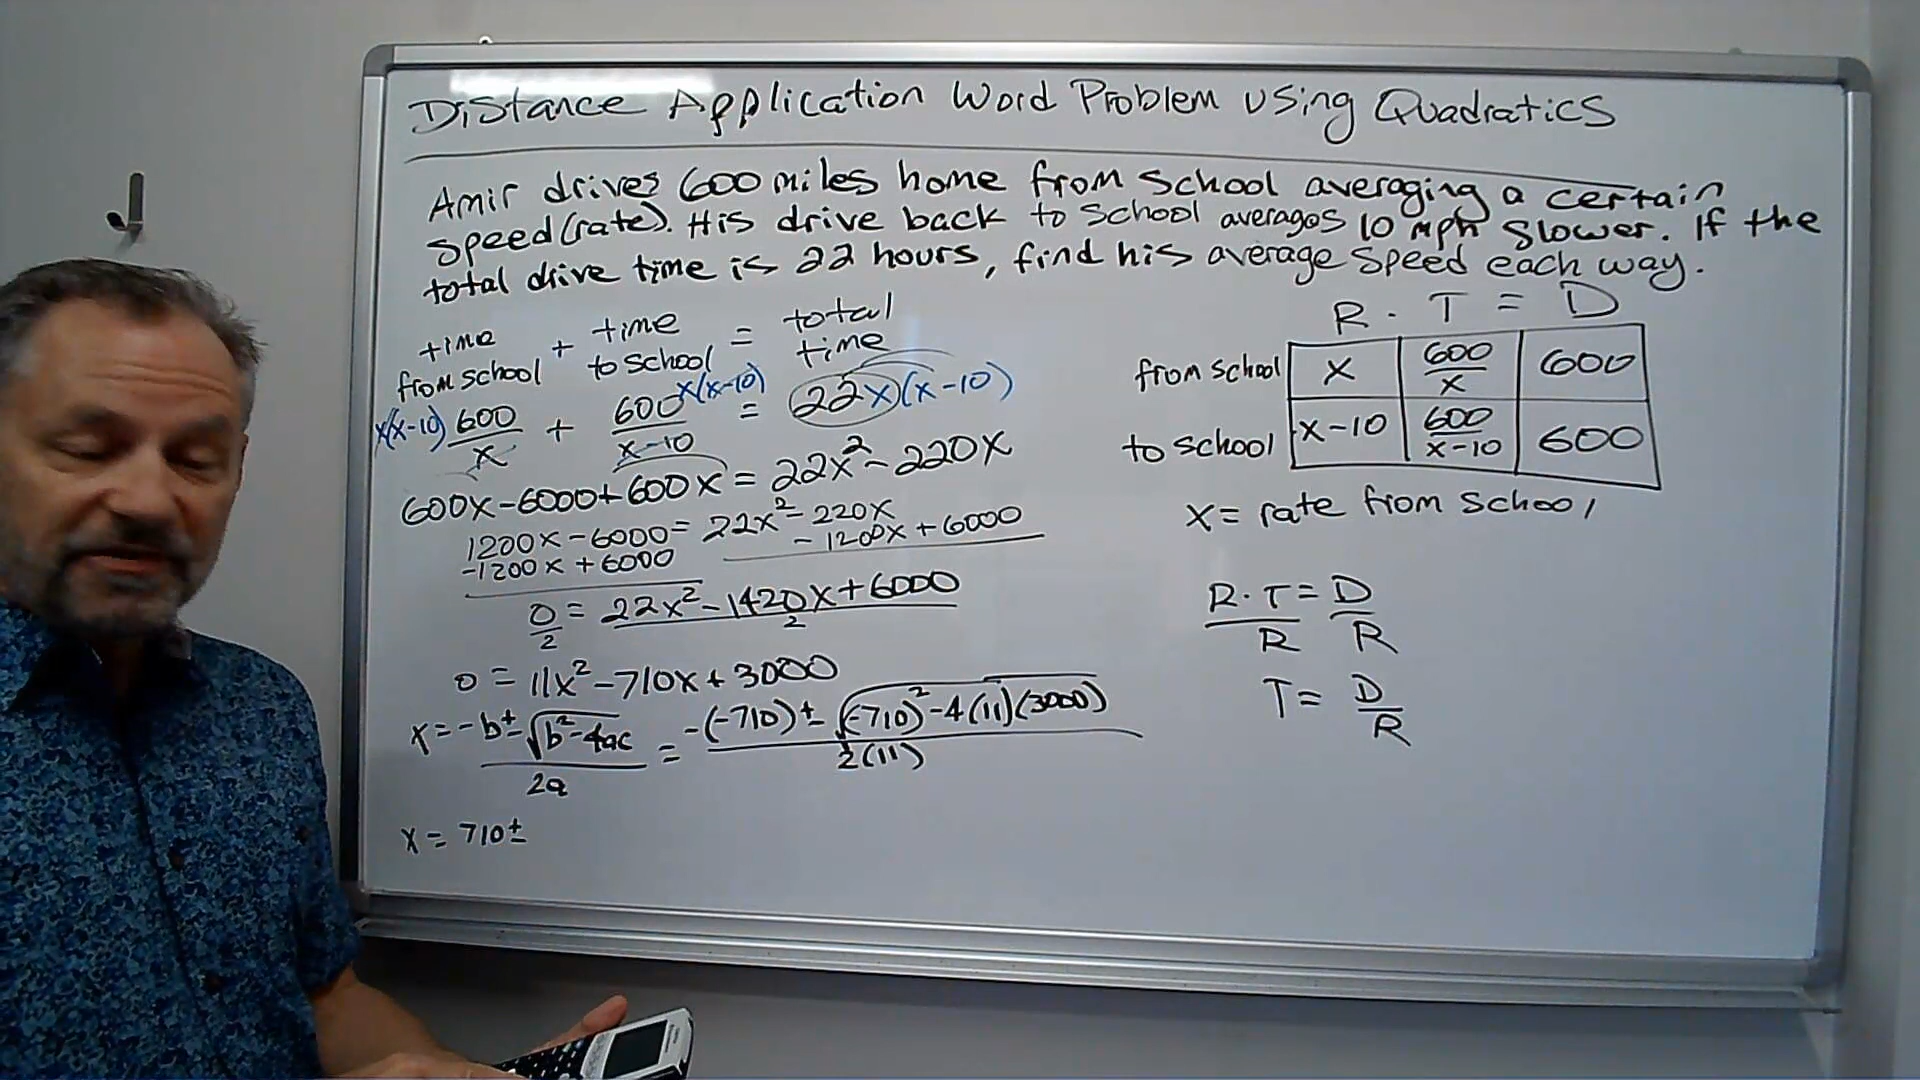 Distance Application Word Problem using Quadratics
Amir drives 600 miles home from school averaging a certain
speed (rate). His drive back to school averages 10 mph slower. If the
total drive time is 22 hours, find his average speed each way.
time from school + time to school = total time
x(x-10) 600/x + 600/(x-10) x(x-10) = 22x(x-10)
600x-6000+600x = 22x²-220x
1200x-6000 = 22x²-220x
-1200x+6000 -1200x+6000
0/2 = (22x²-1420x+6000)/2
0 = 11x²-710x+3000
x = (-b±√(b²-4ac))/2a = (-(-710)±√((-710)²-4(11)(3000)))/2(11)
x = 710±
R · T = D
from school x 600/x 600
to school x-10 600/(x-10) 600
x = rate from school
R·T/R = D/R
T = D/R